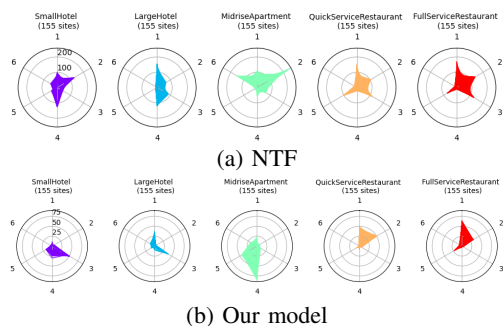 SmallHotel
(155 sites)
LargeHotel
(155 sites)
MidriseApartment
(155 sites)
QuickServiceRestaurant
(155 sites)
FullServiceRestaurant
(155 sites)
1 1 1 1 1
200
100
6 2 6 2 6 2 6 2 6 2
5 3 5 3 5 3 5 3 5 3
4 4 4 4 4
(a) NTF
SmallHotel
(155 sites)
LargeHotel
(155 sites)
MidriseApartment
(155 sites)
QuickServiceRestaurant
(155 sites)
FullServiceRestaurant
(155 sites)
1 1 1 1 1
75
50
25
6 2 6 2 6 2 6 2 6 2
5 3 5 3 5 3 5 3 5 3
4 4 4 4 4
(b) Our model